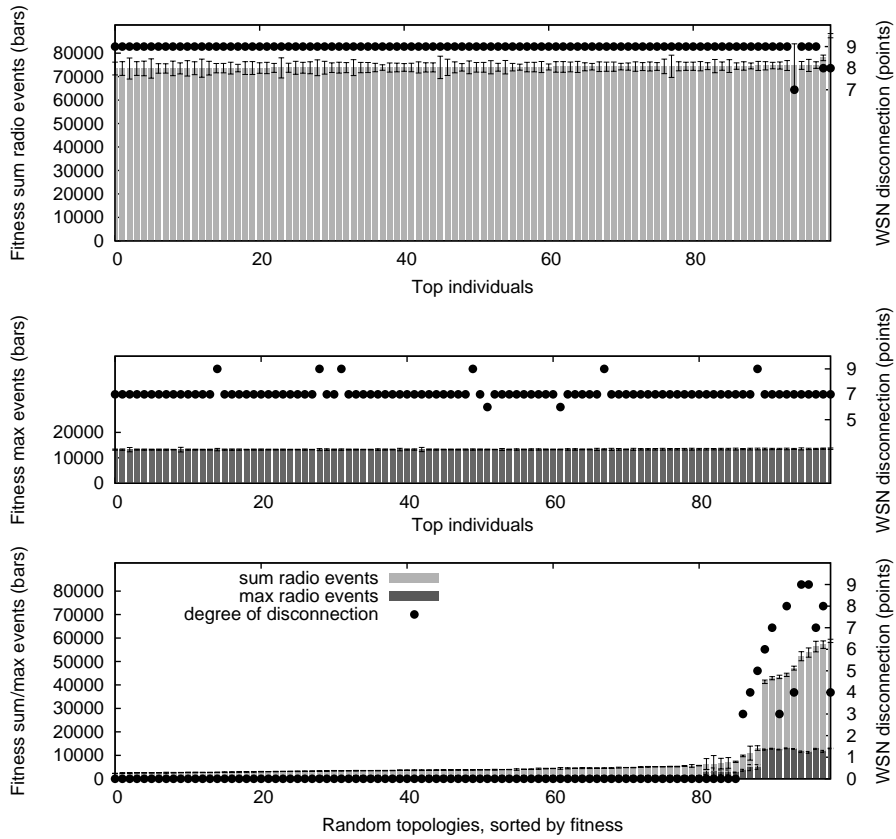 Fitness sum radio events (bars)
80000
70000
60000
50000
40000
30000
20000
10000
0
9
8
7
WSN disconnection (points)
0 20 40 60 80
Top individuals
Fitness max events (bars)
20000
10000
0
9
7
5
WSN disconnection (points)
0 20 40 60 80
Top individuals
Fitness sum/max events (bars)
80000
70000
60000
50000
40000
30000
20000
10000
0
sum radio events
max radio events
degree of disconnection
9
8
7
6
5
4
3
2
1
0
WSN disconnection (points)
0 20 40 60 80
Random topologies, sorted by fitness